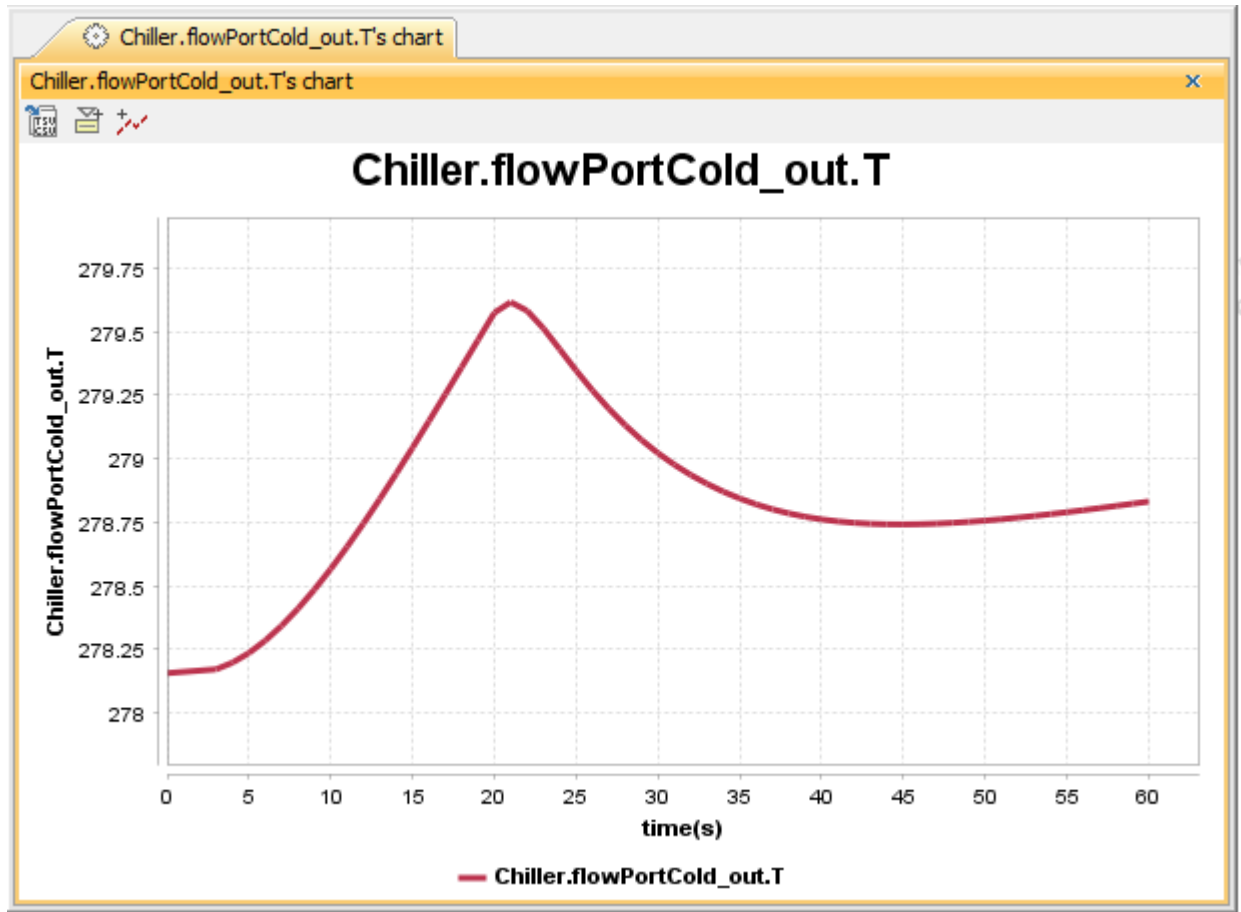 Chiller.flowPortCold_out.T's chart
Chiller.flowPortCold_out.T's chart
TSV
CSV
Chiller.flowPortCold_out.T
Chiller.flowPortCold_out.T
279.75
279.5
279.25
279
278.75
278.5
278.25
278
0 5 10 15 20 25 30 35 40 45 50 55 60
time(s)
Chiller.flowPortCold_out.T